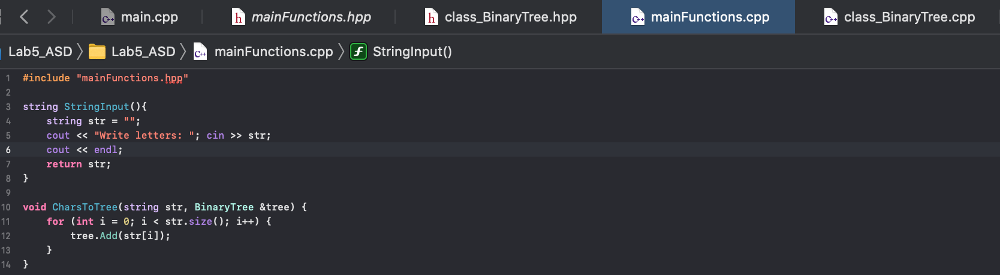 main.cpp mainFunctions.hpp class_BinaryTree.hpp mainFunctions.cpp class_BinaryTree.cpp
Lab5_ASD Lab5_ASD mainFunctions.cpp StringInput()
1 #include "mainFunctions.hpp"
2
3 string StringInput(){
4     string str = "";
5     cout << "Write letters: "; cin >> str;
6     cout << endl;
7     return str;
8 }
9
10 void CharsToTree(string str, BinaryTree &tree) {
11     for (int i = 0; i < str.size(); i++) {
12         tree.Add(str[i]);
13     }
14 }